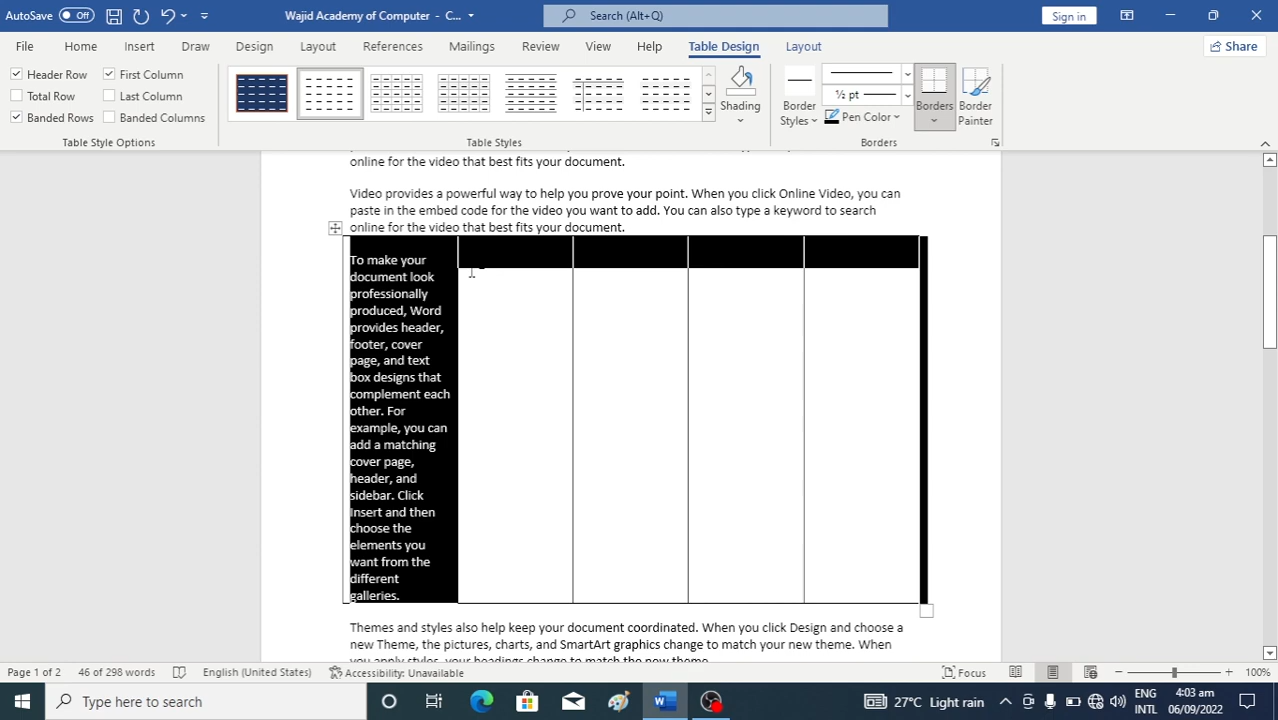 AutoSave Off Wajid Academy of Computer - C... Search (Alt+Q) Sign in
File Home Insert Draw Design Layout References Mailings Review View Help Table Design Layout Share
Header Row First Column
Total Row Last Column
Banded Rows Banded Columns
Table Style Options
Table Styles
Shading
Border
Styles
½ pt
Pen Color
Borders
Border
Painter
Borders
online for the video that best fits your document.
Video provides a powerful way to help you prove your point. When you click Online Video, you can
paste in the embed code for the video you want to add. You can also type a keyword to search
online for the video that best fits your document.
To make your
document look
professionally
produced, Word
provides header,
footer, cover
page, and text
box designs that
complement each
other. For
example, you can
add a matching
cover page,
header, and
sidebar. Click
Insert and then
choose the
elements you
want from the
different
galleries.
Themes and styles also help keep your document coordinated. When you click Design and choose a
new Theme, the pictures, charts, and SmartArt graphics change to match your new theme. When
you apply styles, your headings change to match the new theme.
Page 1 of 2 46 of 298 words English (United States) Accessibility: Unavailable Focus 100%
Type here to search
27°C Light rain
ENG
INTL
4:03 am
06/09/2022